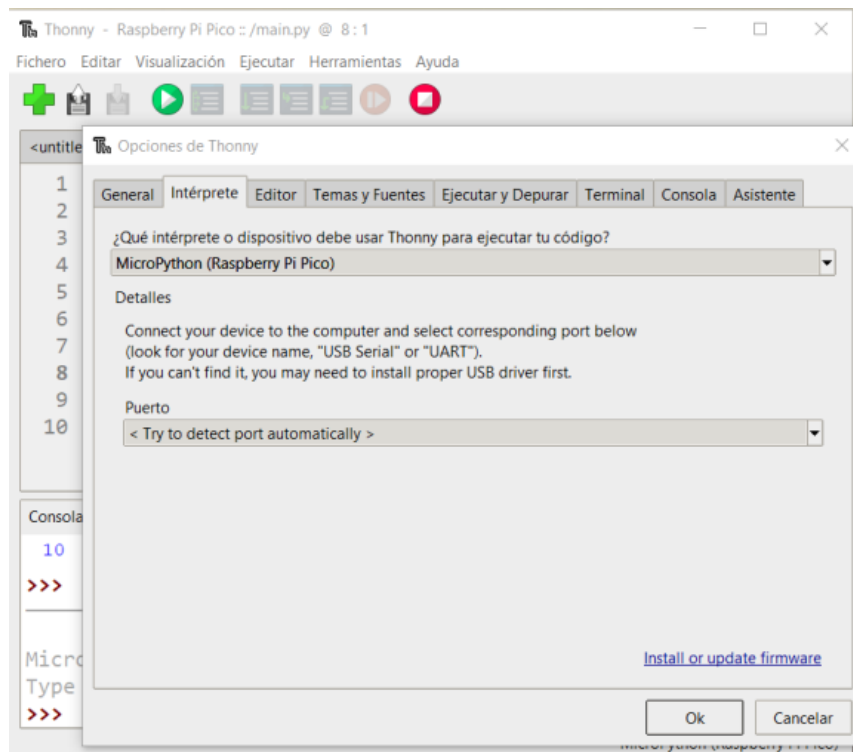 Thonny - Raspberry Pi Pico :: /main.py @ 8 : 1
Fichero Editar Visualización Ejecutar Herramientas Ayuda
<untitle
Opciones de Thonny
General Intérprete Editor Temas y Fuentes Ejecutar y Depurar Terminal Consola Asistente
¿Qué intérprete o dispositivo debe usar Thonny para ejecutar tu código?
MicroPython (Raspberry Pi Pico)
Detalles
Connect your device to the computer and select corresponding port below
(look for your device name, "USB Serial" or "UART").
If you can't find it, you may need to install proper USB driver first.
Puerto
< Try to detect port automatically >
Install or update firmware
Ok Cancelar
1
2
3
4
5
6
7
8
9
10
Consola
10
>>>
Micro
Type
>>>
MicroPython (Raspberry Pi Pico)